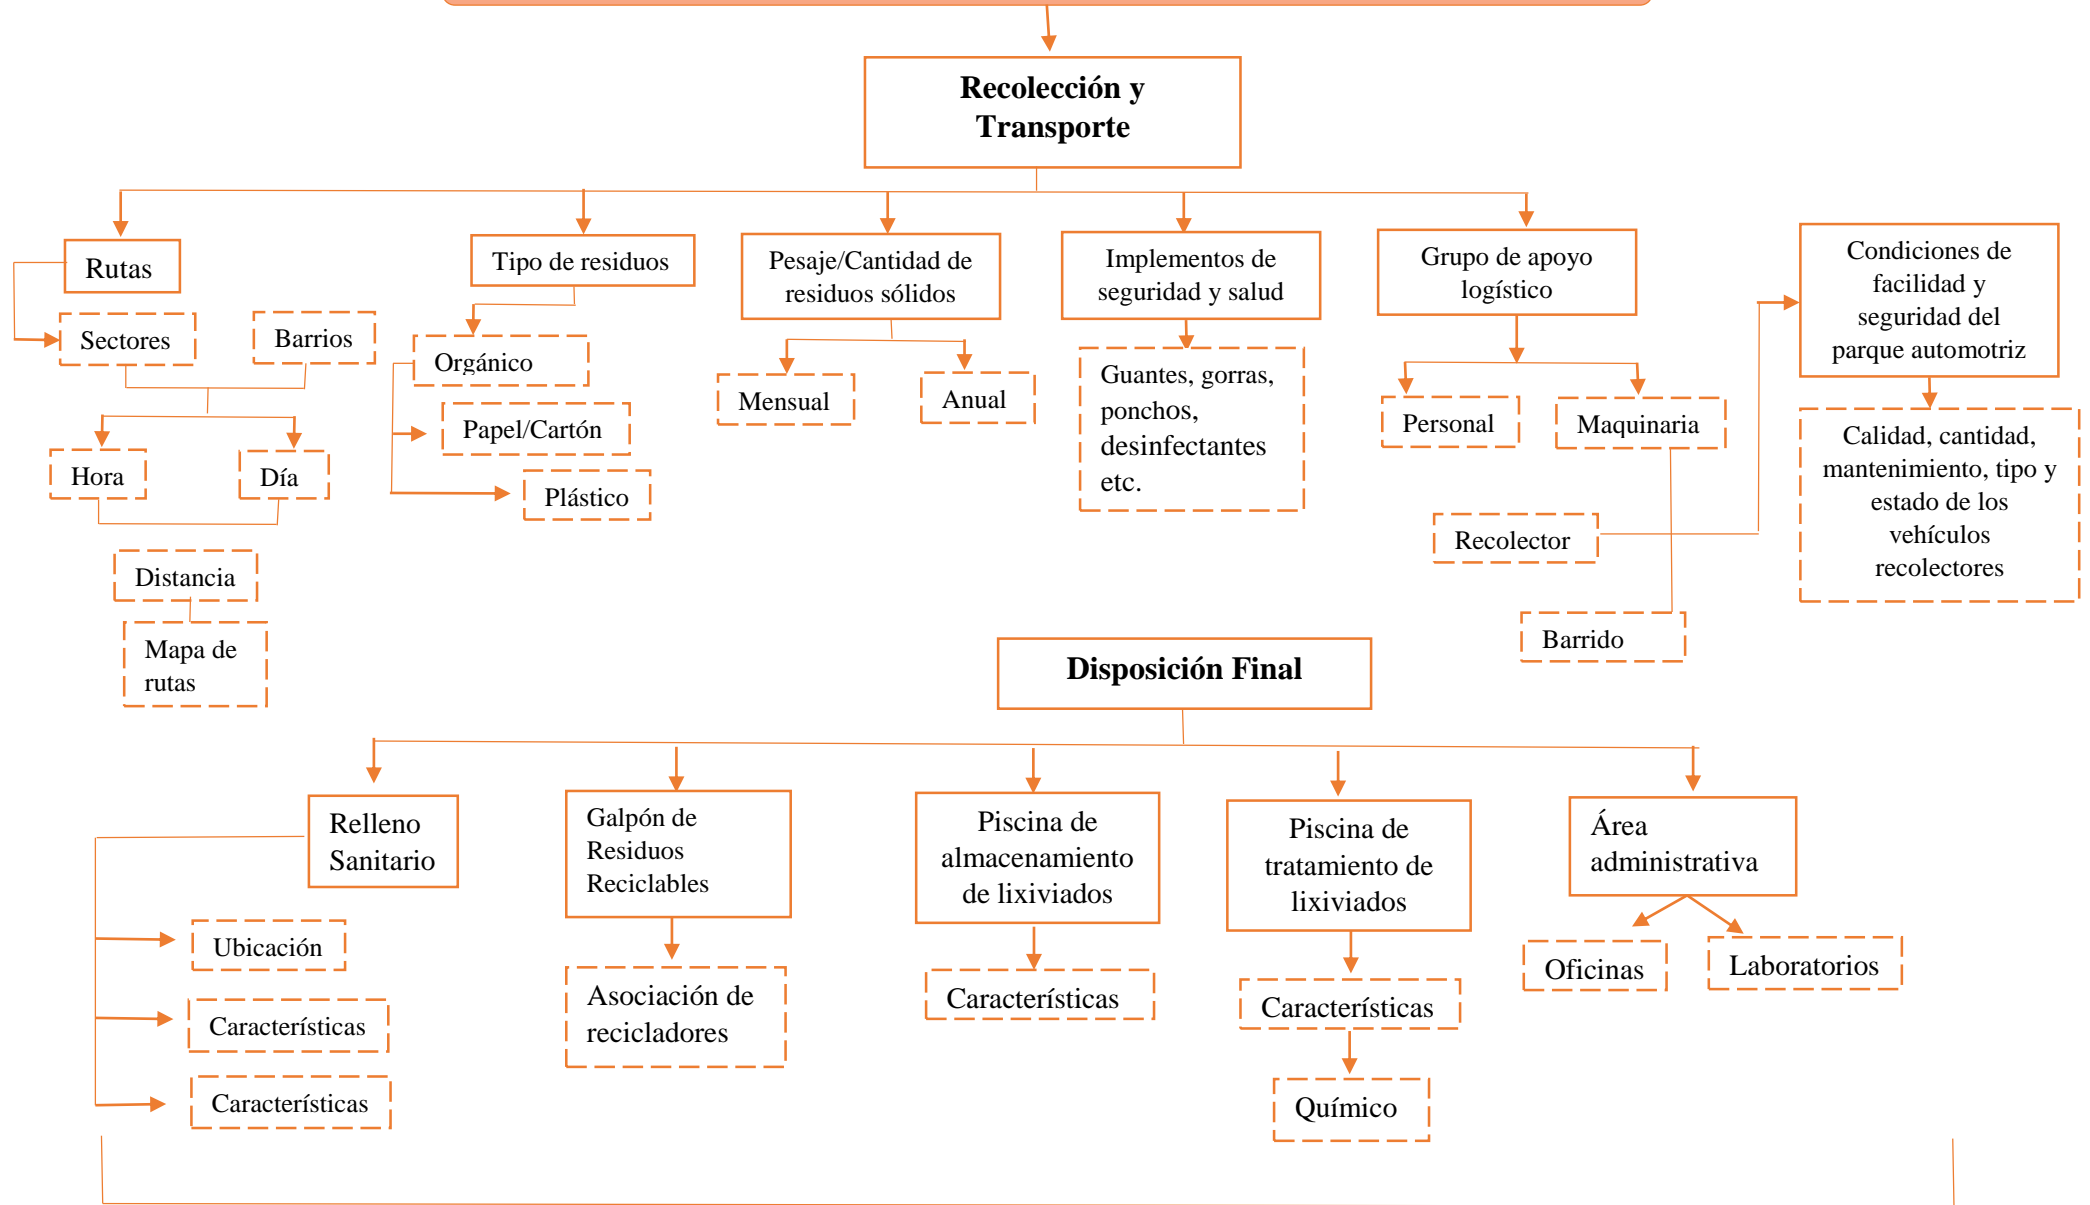 Recolección y
Transporte
Rutas
Tipo de residuos
Pesaje/Cantidad de
residuos sólidos
Implementos de
seguridad y salud
Grupo de apoyo
logístico
Condiciones de
facilidad y
seguridad del
parque automotriz
Sectores
Barrios
Orgánico
Mensual
Anual
Guantes, gorras,
ponchos,
desinfectantes
etc.
Personal
Maquinaria
Calidad, cantidad,
mantenimiento, tipo y
estado de los
vehículos
recolectores
Papel/Cartón
Hora
Día
Plástico
Recolector
Distancia
Barrido
Mapa de
rutas
Disposición Final
Relleno
Sanitario
Galpón de
Residuos
Reciclables
Piscina de
almacenamiento
de lixiviados
Piscina de
tratamiento de
lixiviados
Área
administrativa
Ubicación
Características
Características
Asociación de
recicladores
Características
Características
Químico
Oficinas
Laboratorios